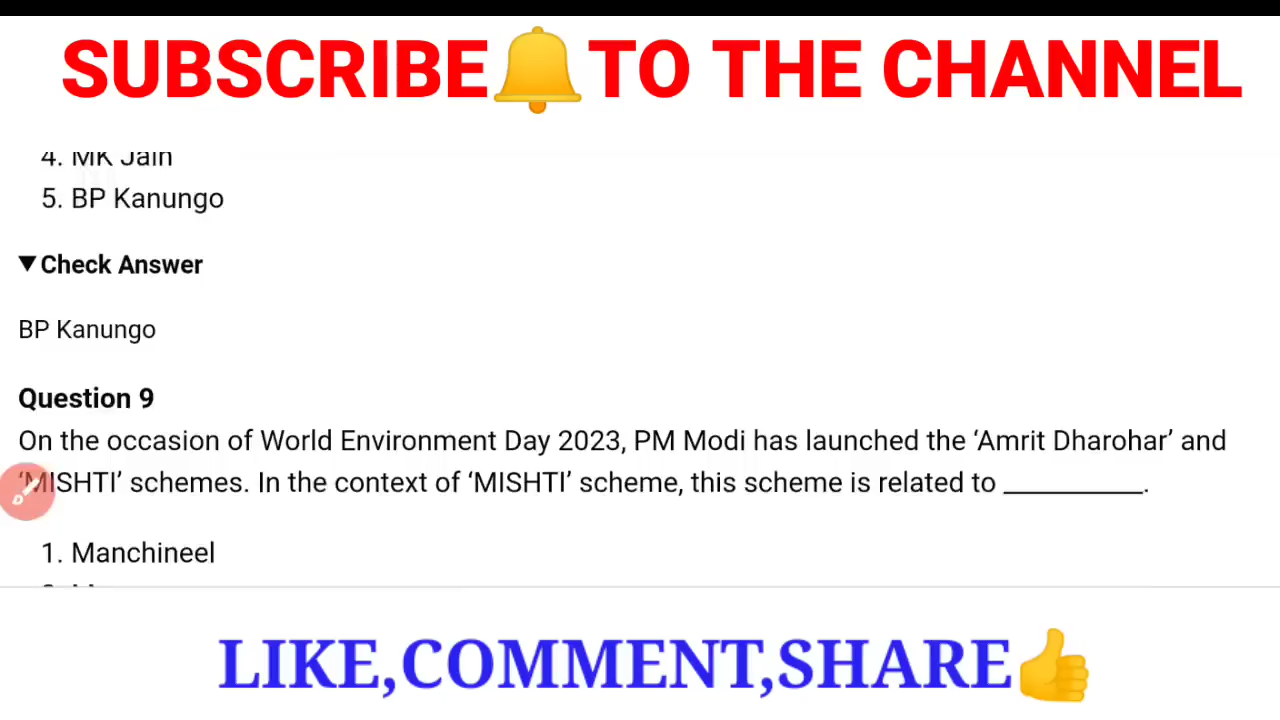 SUBSCRIBE🔔TO THE CHANNEL
4. MK Jain
5. BP Kanungo
▼Check Answer
BP Kanungo
Question 9
On the occasion of World Environment Day 2023, PM Modi has launched the ‘Amrit Dharohar’ and
‘MISHTI’ schemes. In the context of ‘MISHTI’ scheme, this scheme is related to __________.
1. Manchineel
LIKE,COMMENT,SHARE👍